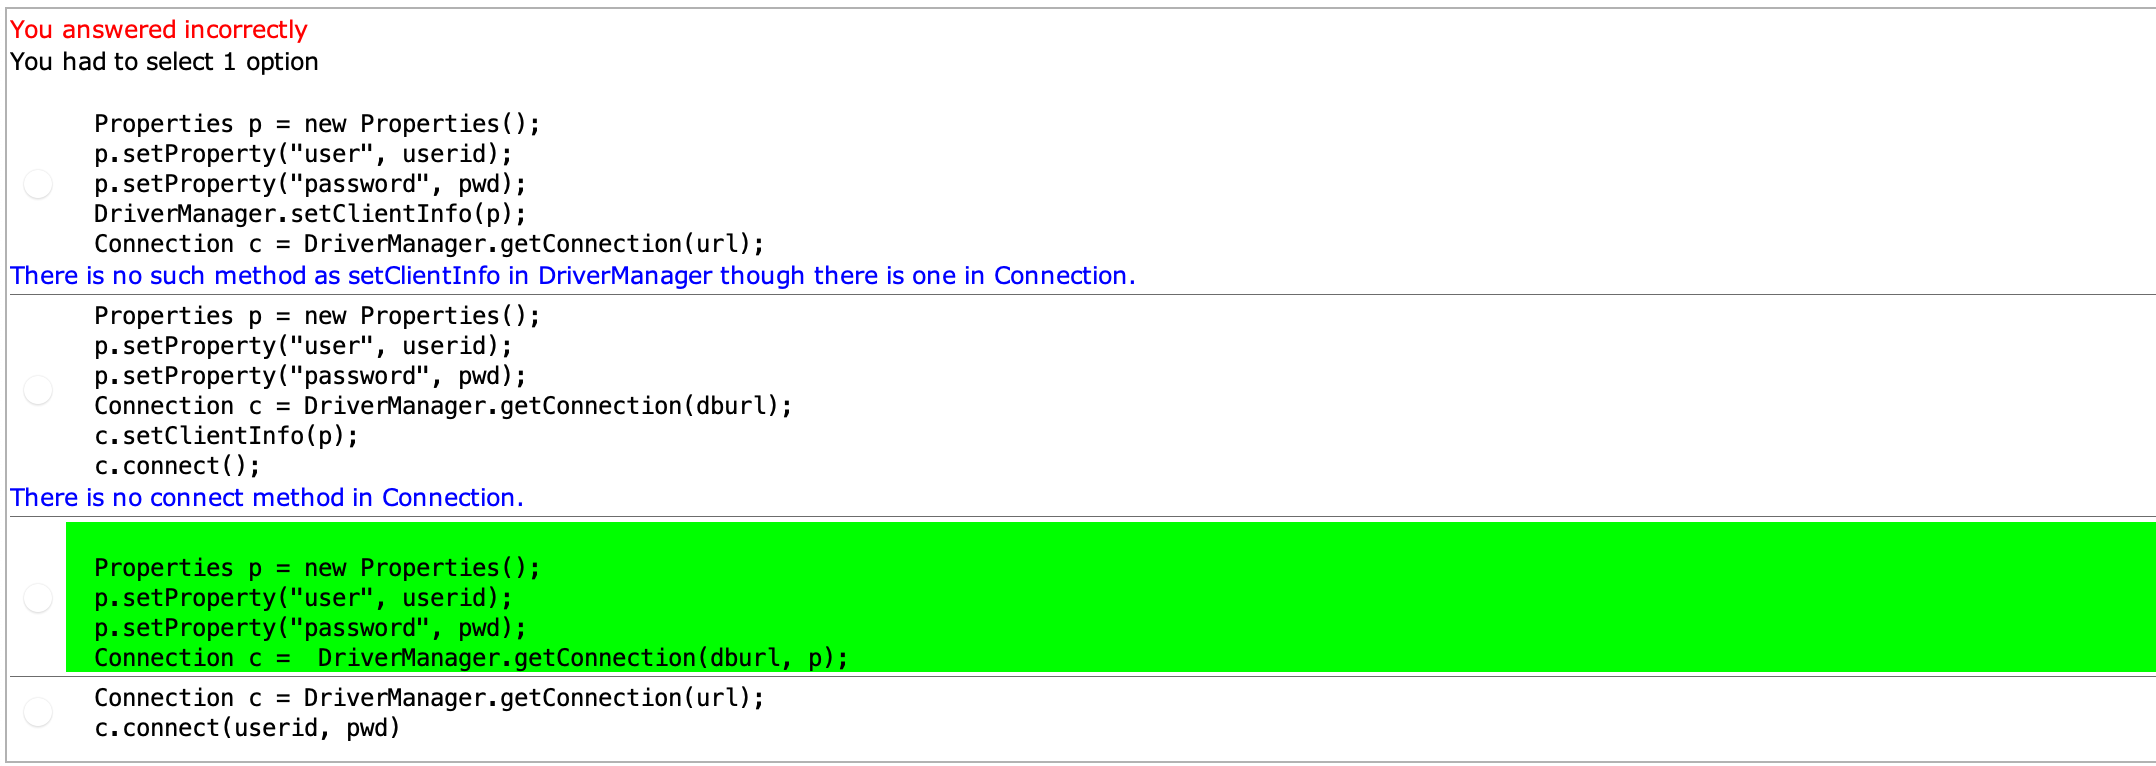 You answered incorrectly
You had to select 1 option
Properties p = new Properties();
p.setProperty("user", userid);
p.setProperty("password", pwd);
DriverManager.setClientInfo(p);
Connection c = DriverManager.getConnection(url);
There is no such method as setClientInfo in DriverManager though there is one in Connection.
Properties p = new Properties();
p.setProperty("user", userid);
p.setProperty("password", pwd);
Connection c = DriverManager.getConnection(dburl);
c.setClientInfo(p);
c.connect();
There is no connect method in Connection.
Properties p = new Properties();
p.setProperty("user", userid);
p.setProperty("password", pwd);
Connection c =  DriverManager.getConnection(dburl, p);
Connection c = DriverManager.getConnection(url);
c.connect(userid, pwd)